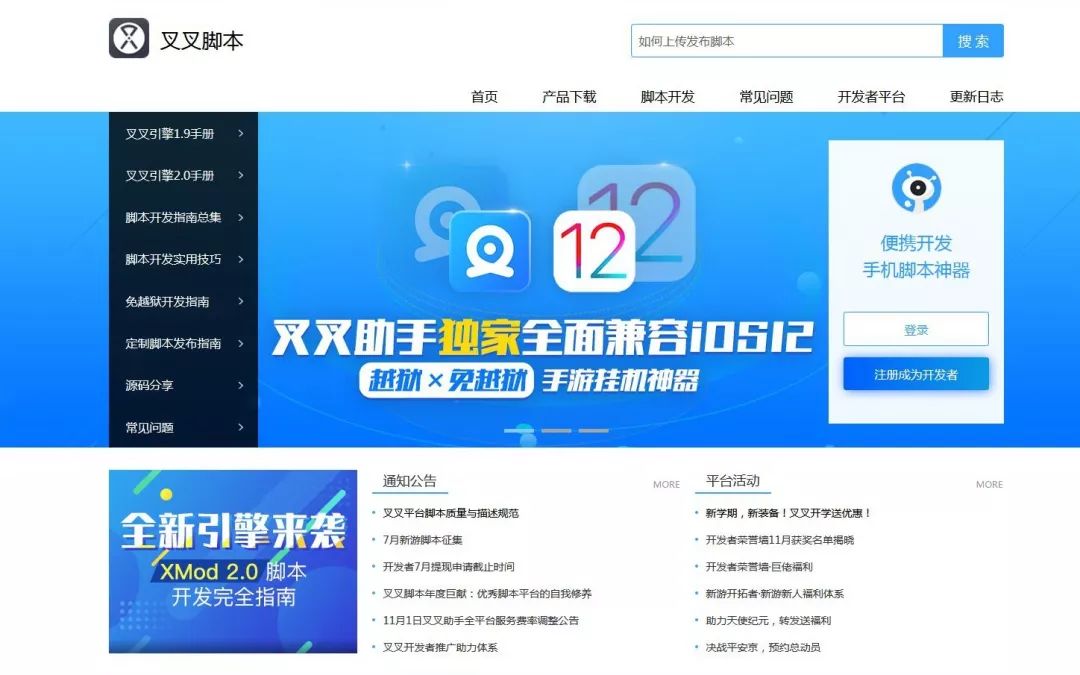 叉叉脚本
如何上传发布脚本
搜索
首页 产品下载 脚本开发 常见问题 开发者平台 更新日志
叉叉引擎1.9手册
叉叉引擎2.0手册
脚本开发指南总集
脚本开发实用技巧
免越狱开发指南
定制脚本发布指南
源码分享
常见问题
12
12
叉叉助手独家全面兼容iOS12
越狱×免越狱 手游挂机神器
便携开发
手机脚本神器
登录
注册成为开发者
全新引擎来袭
XMod 2.0 脚本
开发完全指南
通知公告
MORE
叉叉平台脚本质量与描述规范
7月新游脚本征集
开发者7月提现申请截止时间
叉叉脚本年度巨献：优秀脚本平台的自我修养
11月1日叉叉助手全平台服务费率调整公告
叉叉开发者推广助力体系
平台活动
MORE
新学期，新装备！叉叉开学送优惠！
开发者荣誉墙11月获奖名单揭晓
开发者荣誉墙·巨佬福利
新游开拓者·新游新人福利体系
助力天使纪元，转发送福利
决战平安京，预约总动员